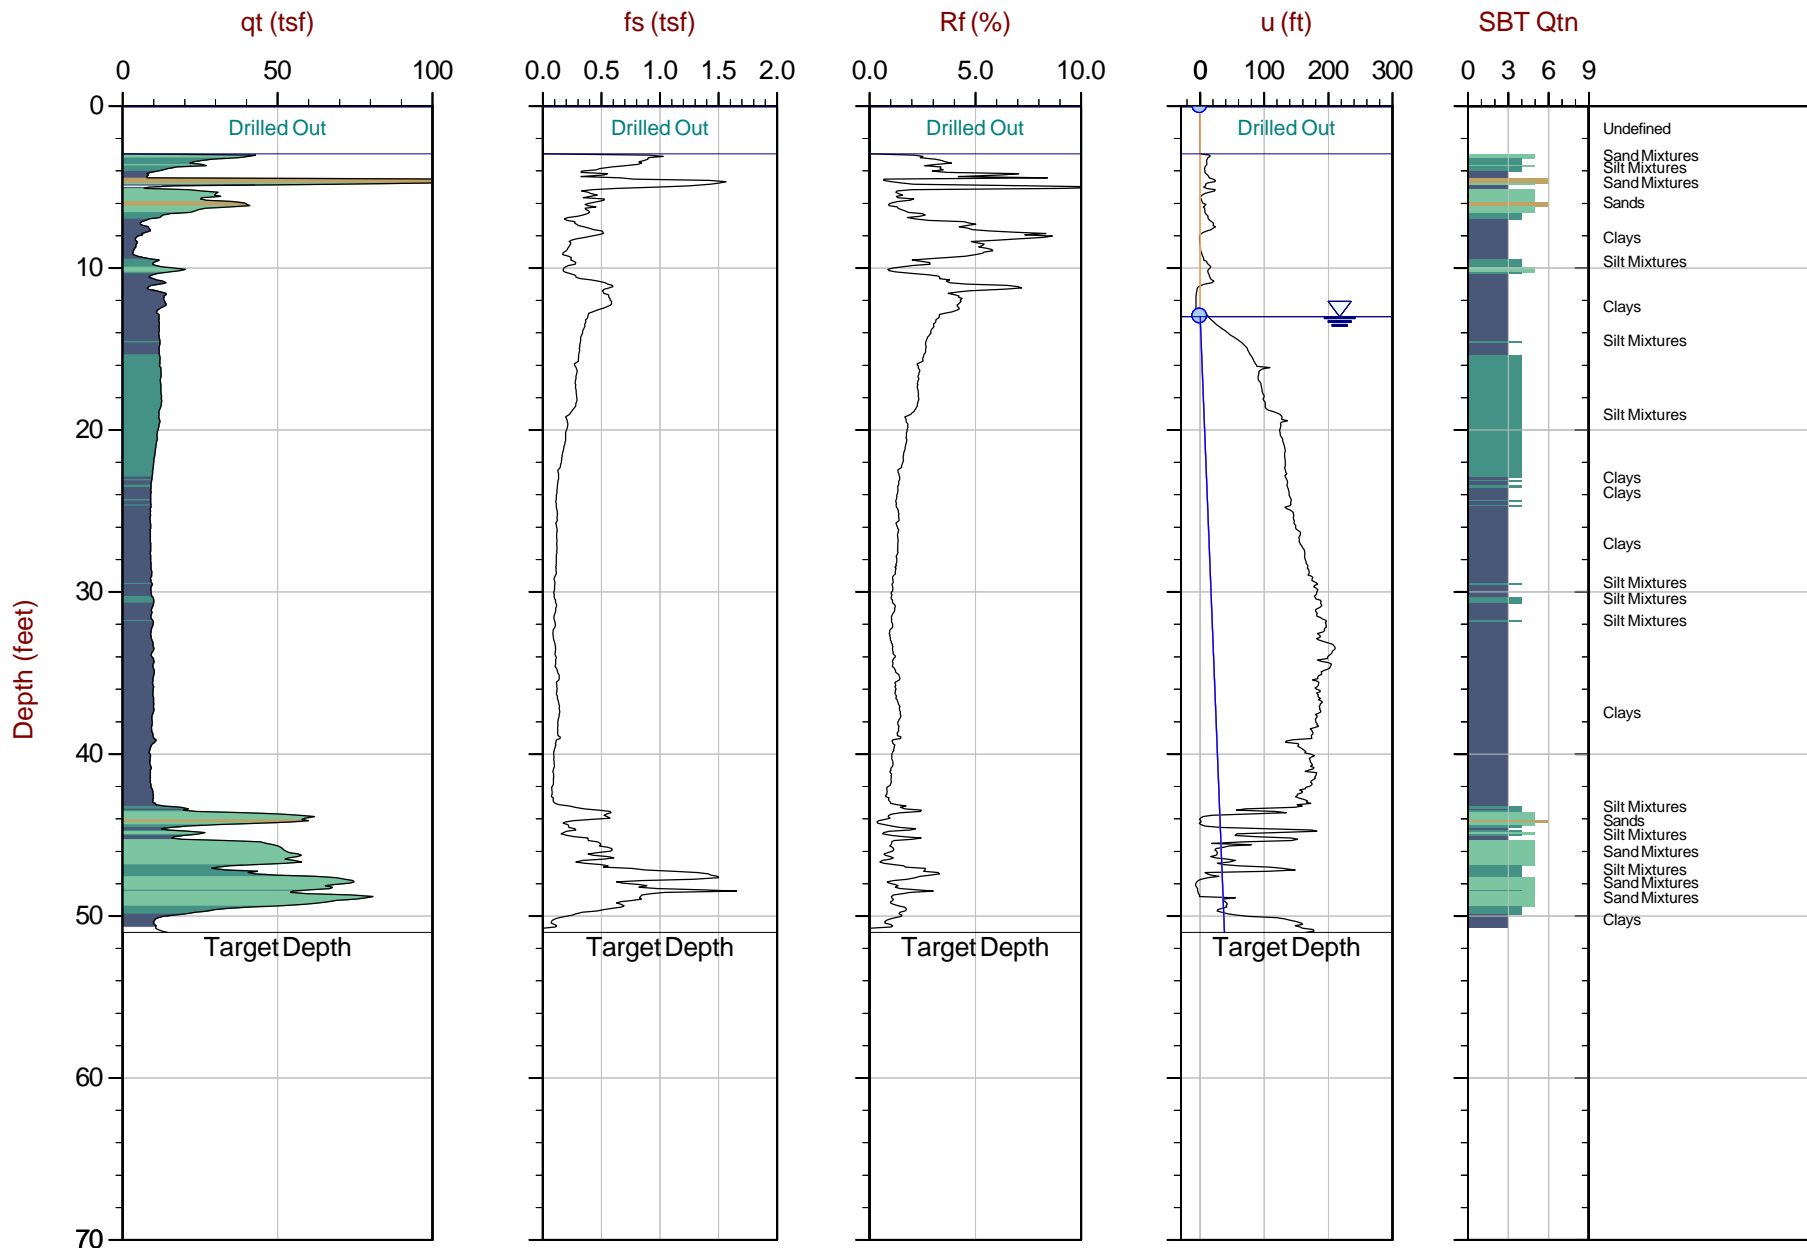 qt (tsf) fs (tsf) Rf (%) u (ft) SBT Qtn
0 50 100 0.0 0.5 1.0 1.5 2.0 0.0 5.0 10.0 0 100 200 300 0 3 6 9
0
Drilled Out Drilled Out Drilled Out Drilled Out Undefined
Sand Mixtures
Silt Mixtures
Sand Mixtures
Sands
Clays
Silt Mixtures
10
Clays
Silt Mixtures
Silt Mixtures
20
Clays
Clays
Clays
Silt Mixtures
30
Silt Mixtures
Silt Mixtures
Depth (feet)
Clays
40
Silt Mixtures
Sands
Silt Mixtures
Sand Mixtures
Silt Mixtures
Sand Mixtures
Sand Mixtures
50
Clays
Target Depth Target Depth Target Depth Target Depth
60
70